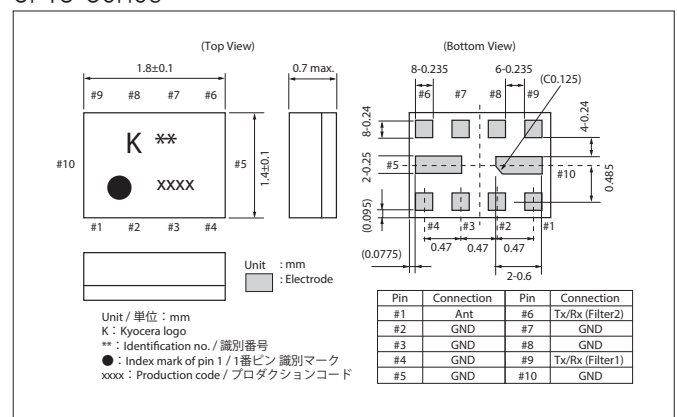 (Top View)
1.8±0.1
#9 #8 #7 #6
K **
#10
XXXX
#5
1.4±0.1
#1 #2 #3 #4
0.7 max.
Unit : mm
: Electrode
Unit / 単位：mm
K：Kyocera logo
**：Identification no. / 識別番号
●：Index mark of pin 1 / 1番ピン 識別マーク
xxxx：Production code / プロダクションコード
(Bottom View)
8-0.235 6-0.235
(C0.125)
#6 #7 #8 #9
8-0.24
4-0.24
2-0.25
#5
#10
0.485
(0.095)
#4 #3 #2 #1
(0.0775)
0.47 0.47 0.47
2-0.6
Pin Connection Pin Connection
#1 Ant #6 Tx/Rx (Filter2)
#2 GND #7 GND
#3 GND #8 GND
#4 GND #9 Tx/Rx (Filter1)
#5 GND #10 GND